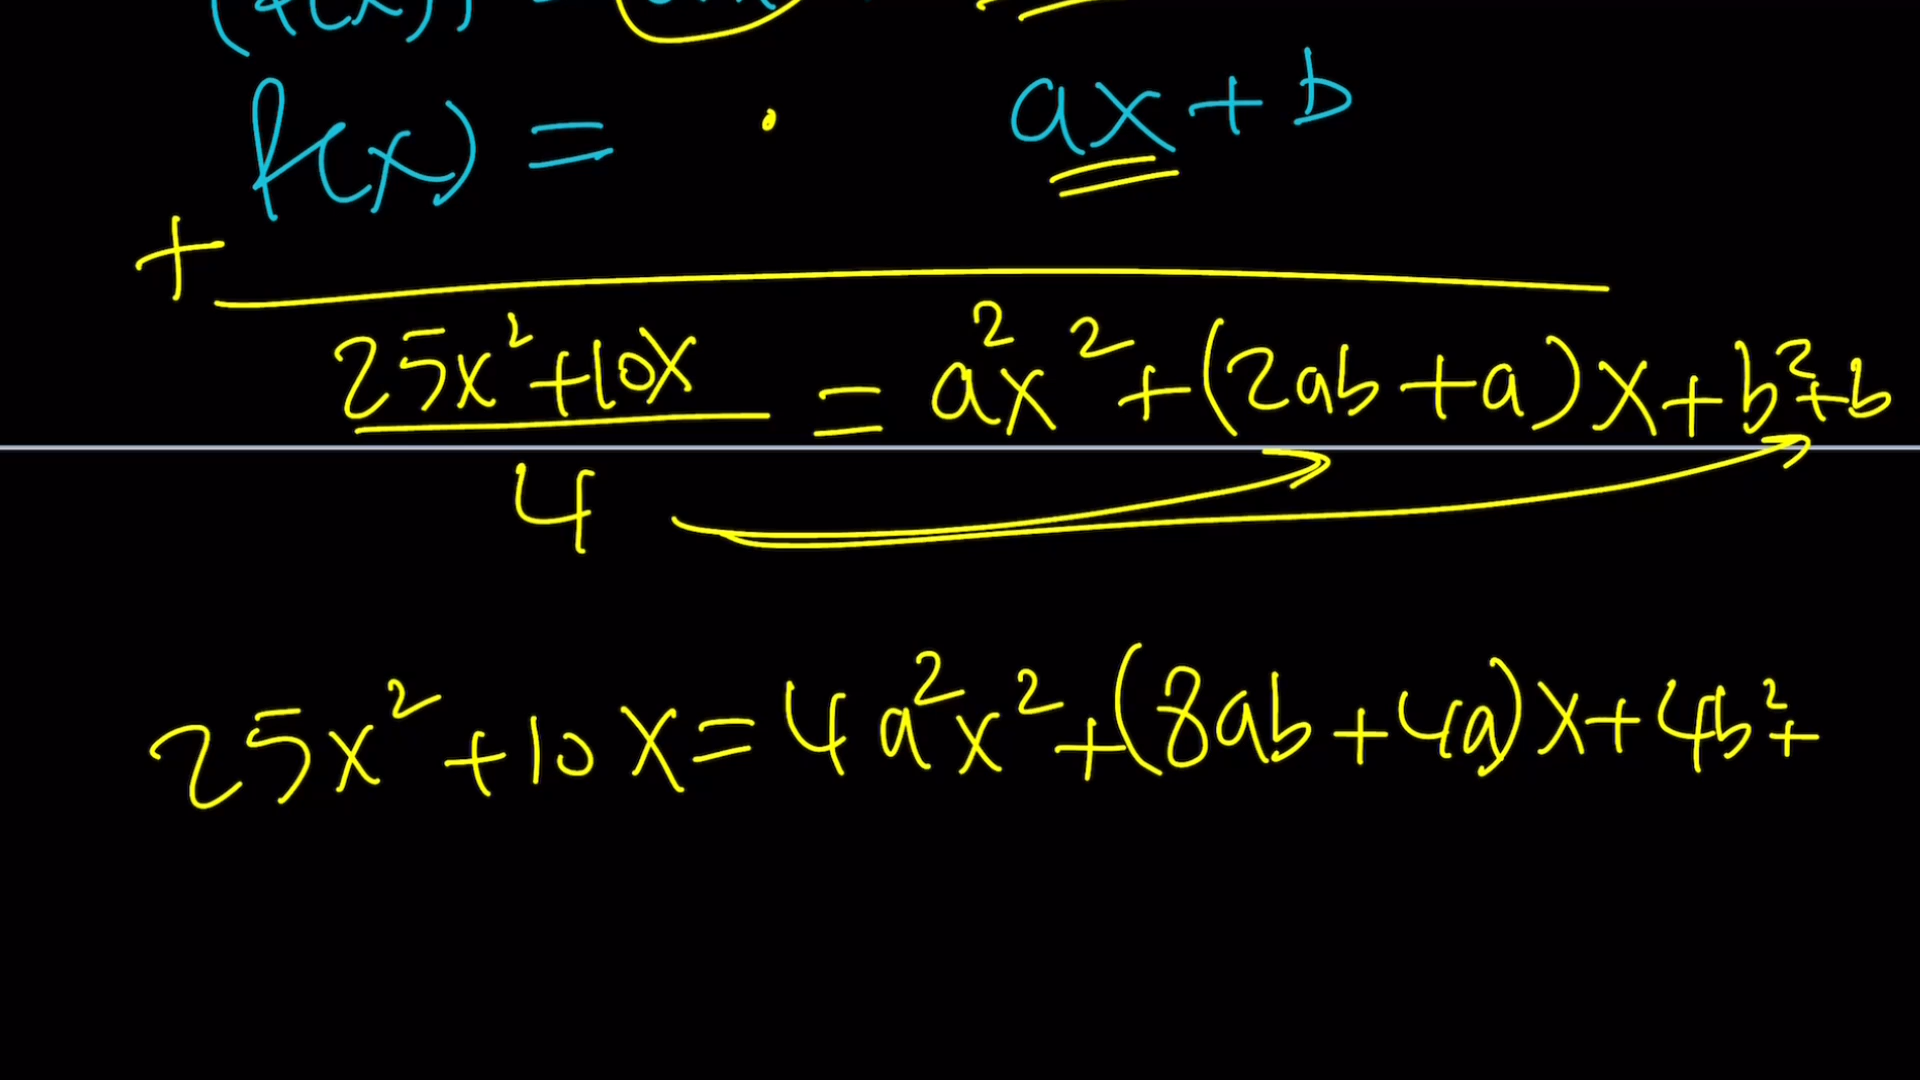 (f(x))
f(x) = ax + b
+
25x² + 10x = a²x² + (2ab + a)x + b² + b
4
25x² + 10x = 4a²x² + (8ab + 4a)x + 4b² +